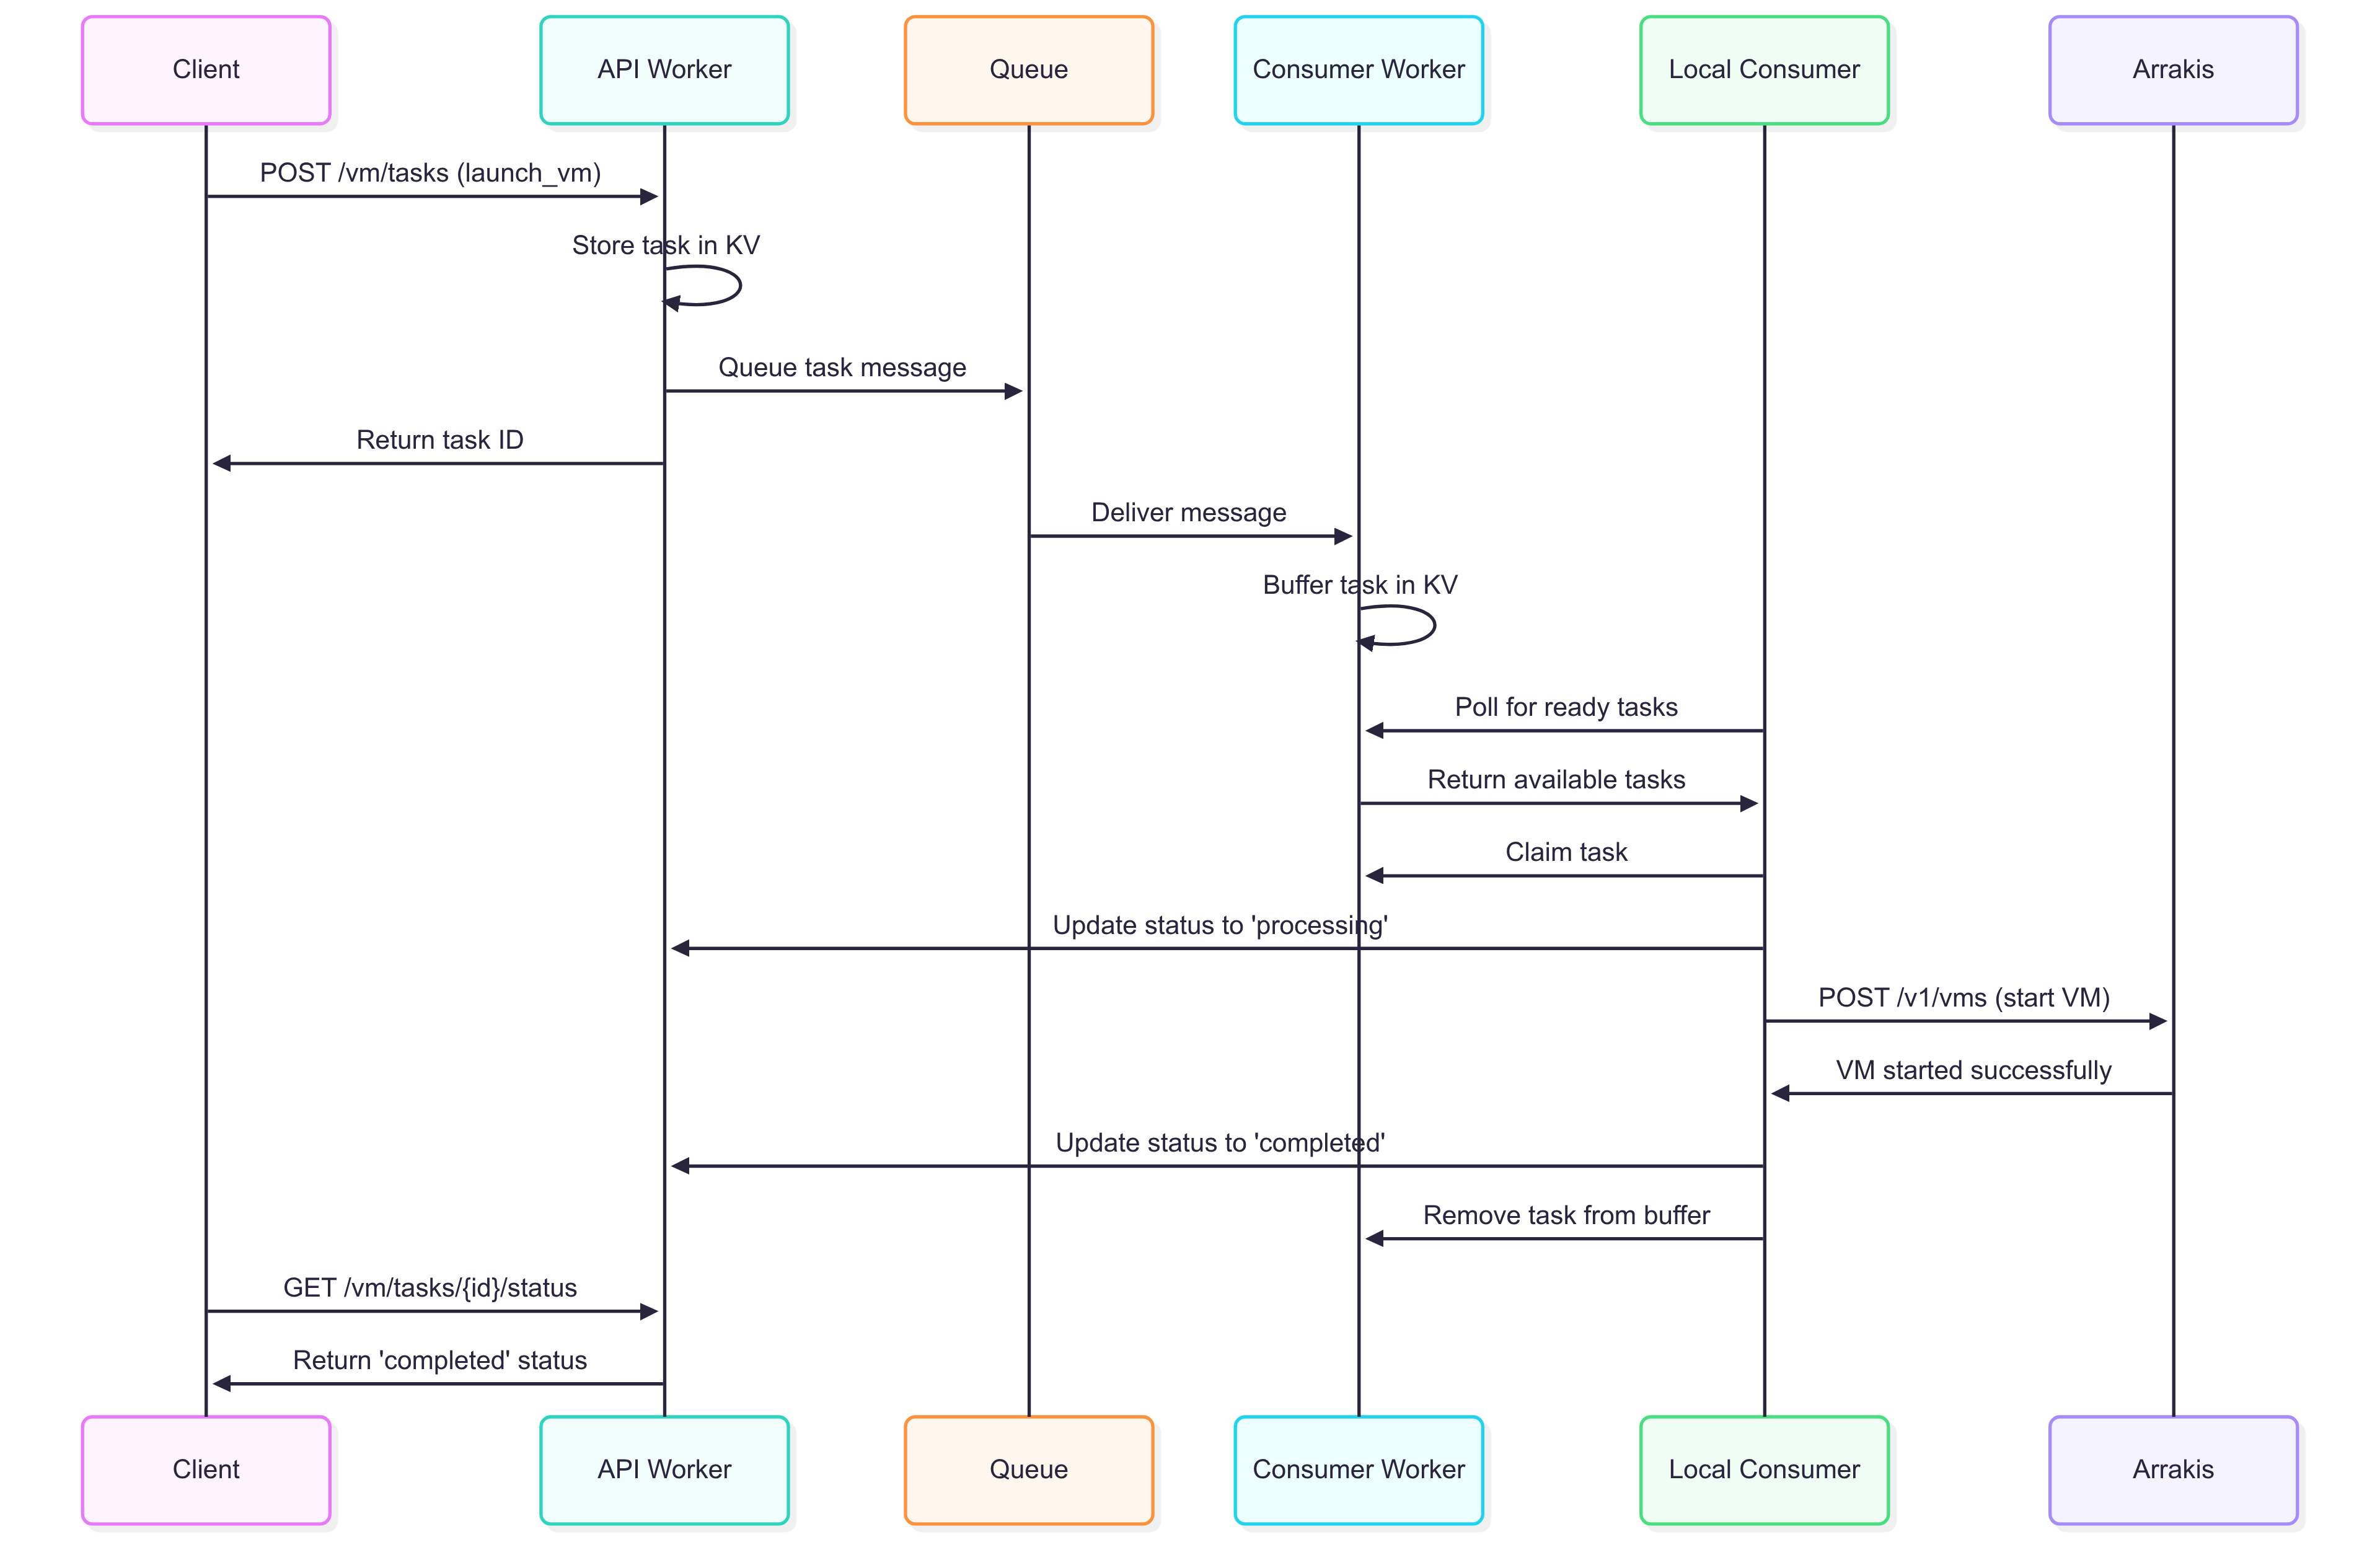 Client
API Worker
Queue
Consumer Worker
Local Consumer
Arrakis
POST /vm/tasks (launch_vm)
Store task in KV
Queue task message
Return task ID
Deliver message
Buffer task in KV
Poll for ready tasks
Return available tasks
Claim task
Update status to 'processing'
POST /v1/vms (start VM)
VM started successfully
Update status to 'completed'
Remove task from buffer
GET /vm/tasks/{id}/status
Return 'completed' status
Client
API Worker
Queue
Consumer Worker
Local Consumer
Arrakis